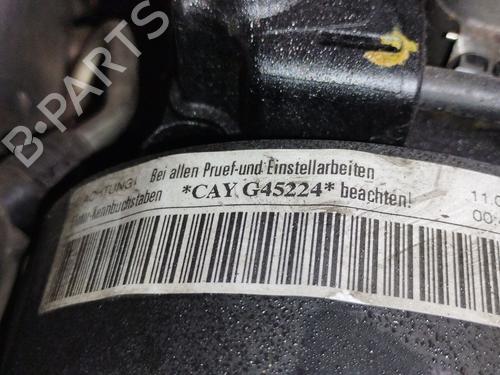 B-PARTS
ACHTUNG! Bei allen Pruef-und Einstellarbeiten
Motor-Kennbuchstaben *CAY G45224* beachten!
11.0
00: